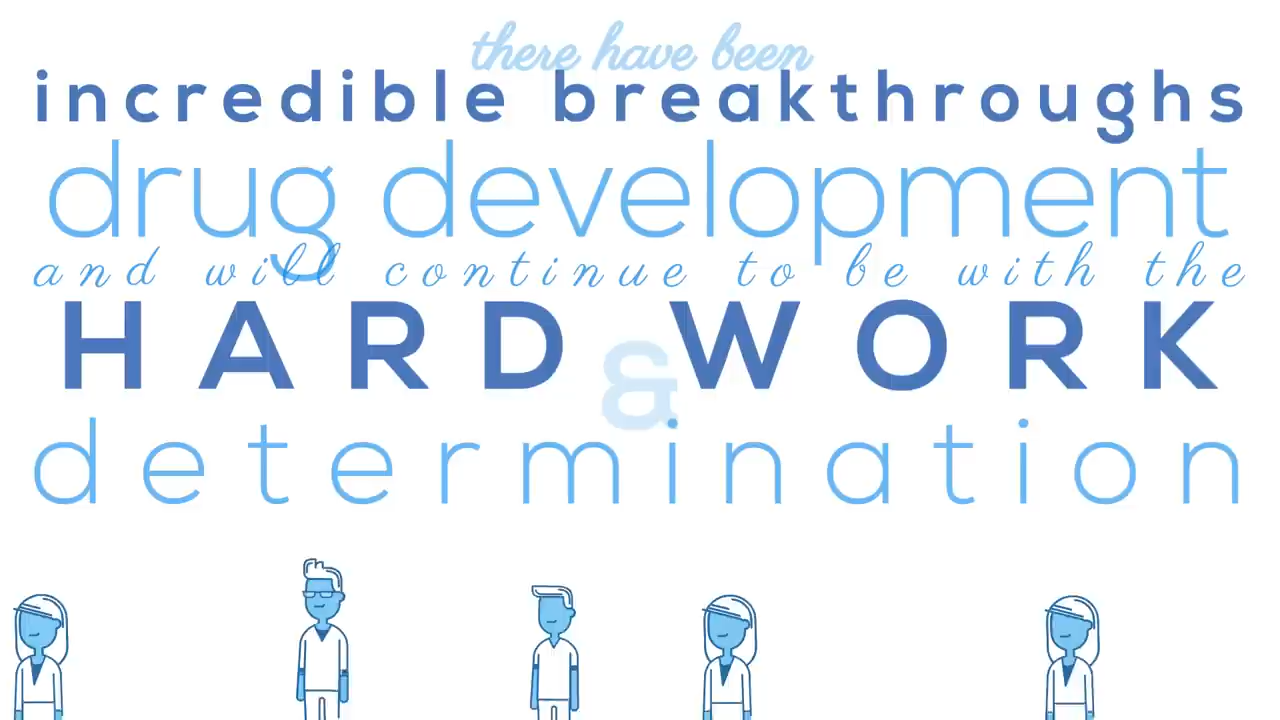 there have been
incredible breakthroughs
drug development
and will continue to be with the
HARD WORK
&
determination